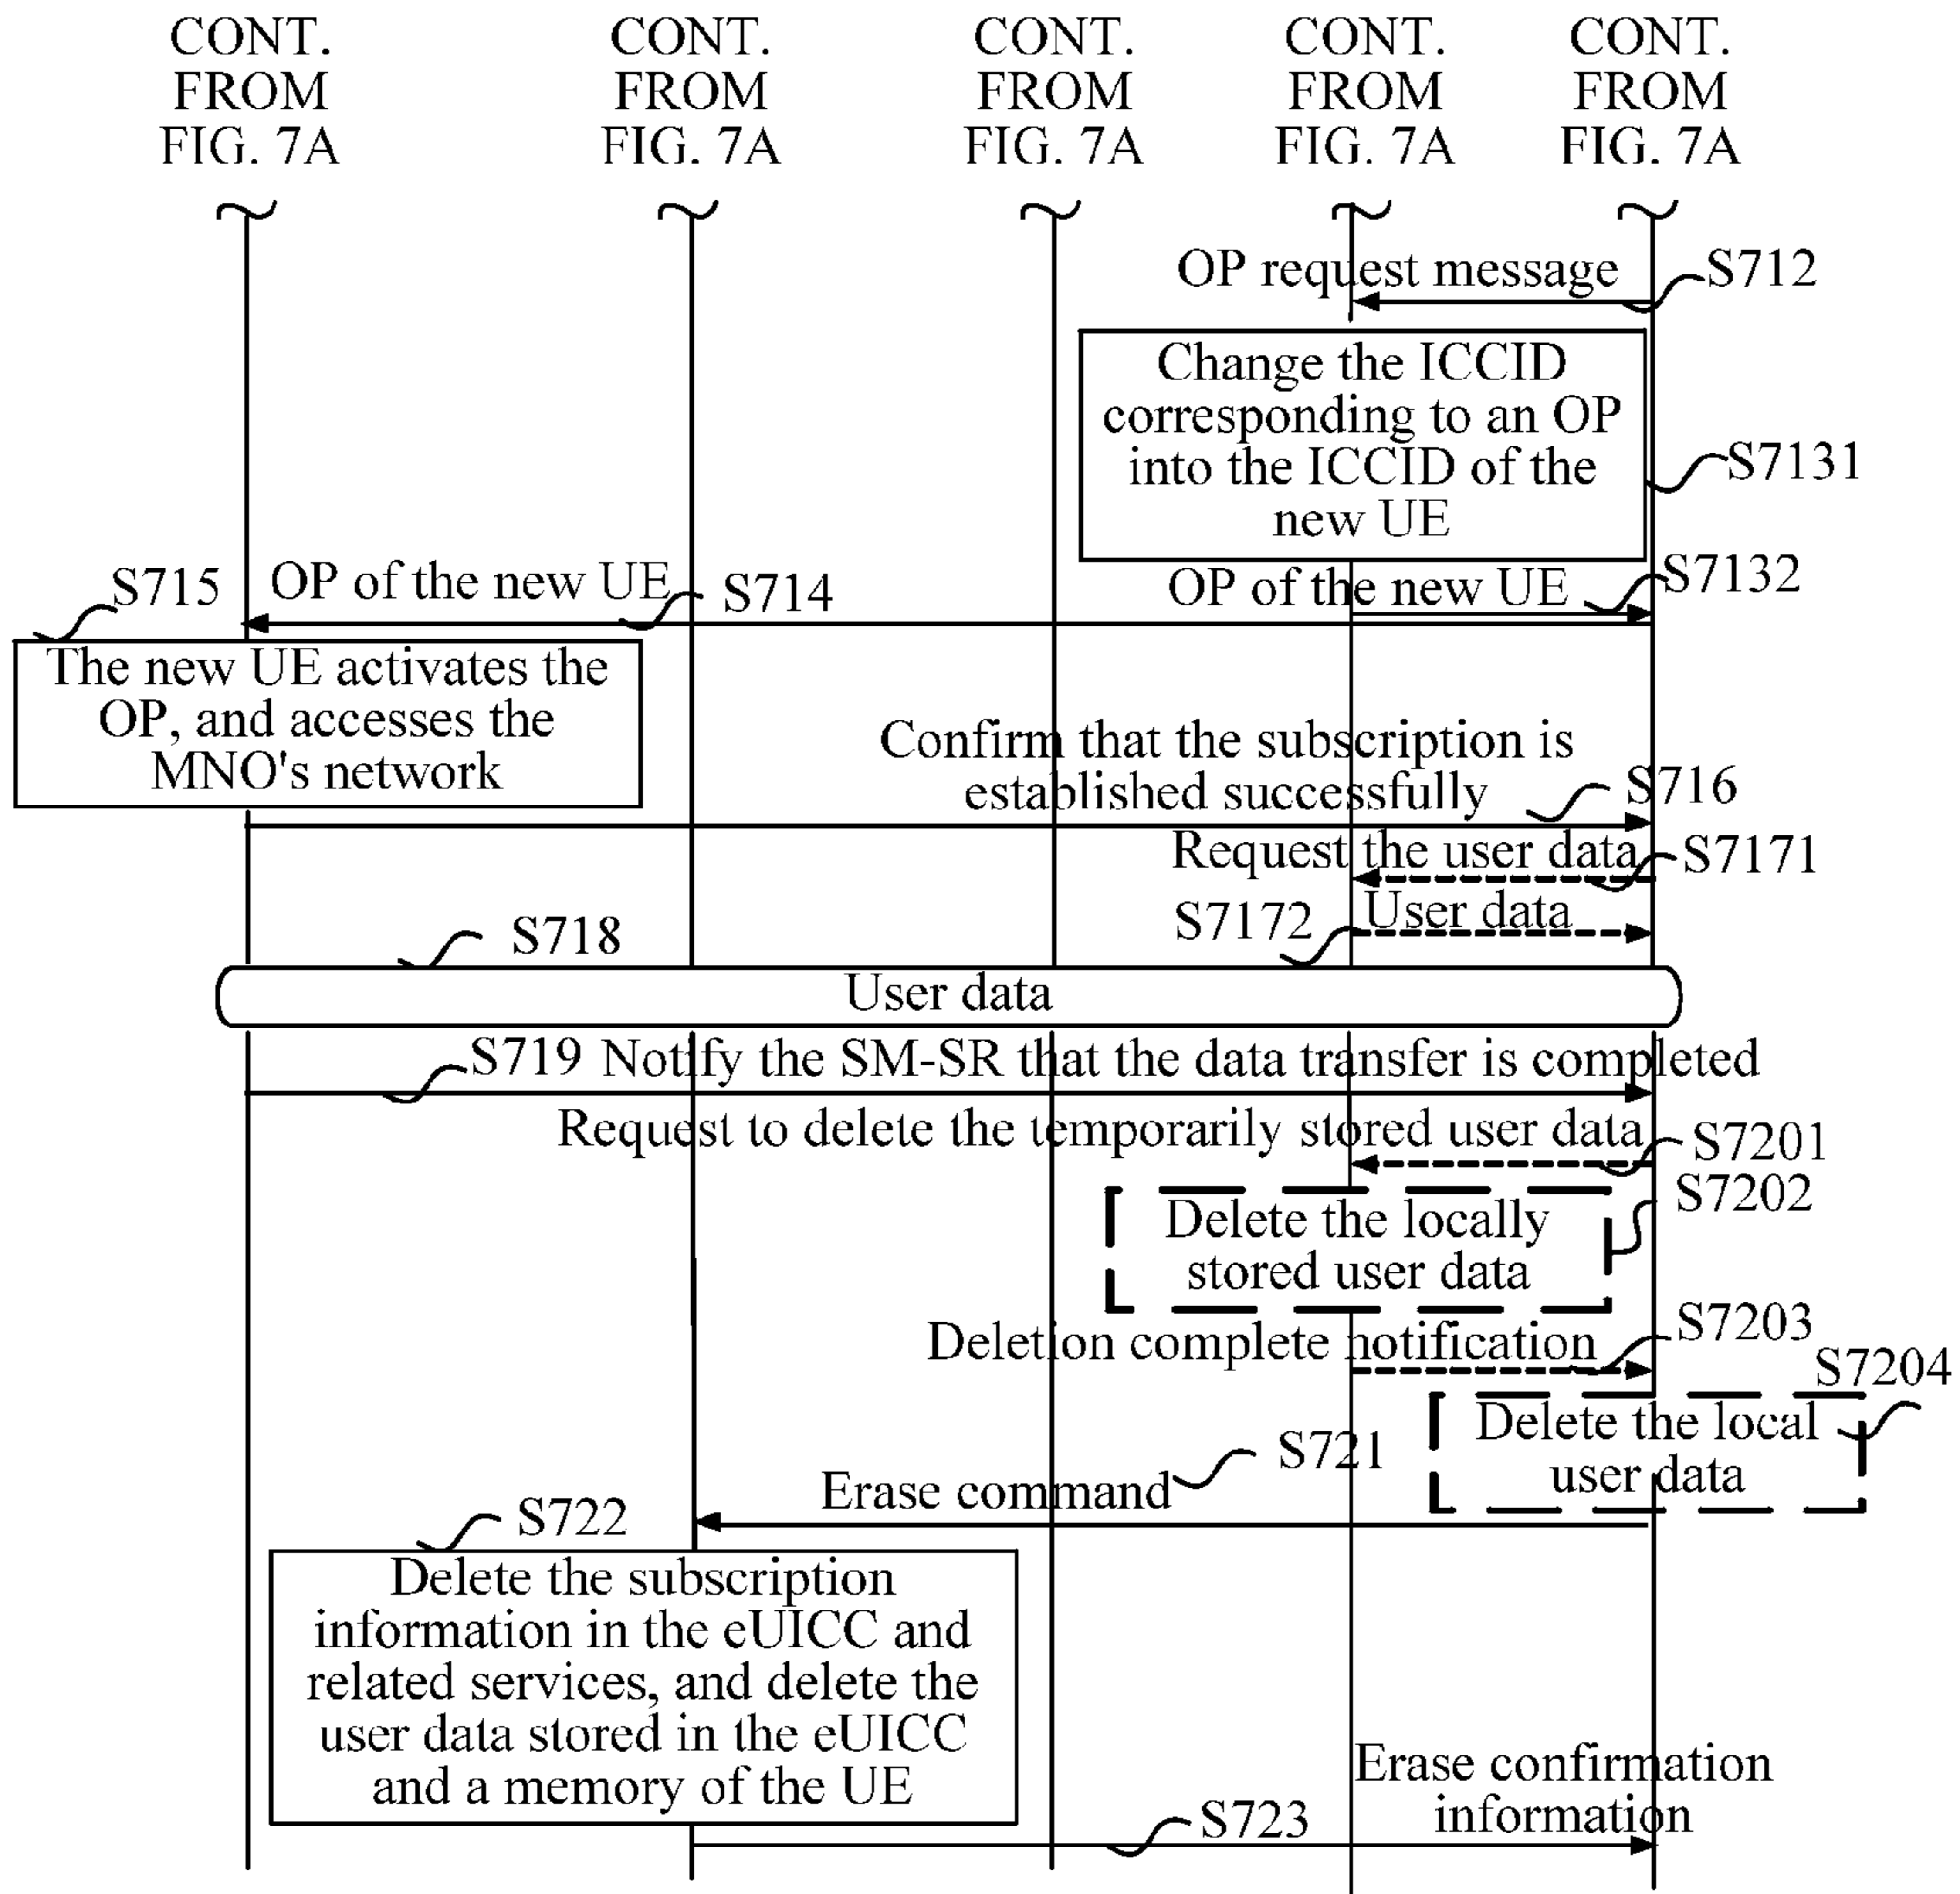 CONT. FROM FIG. 7A
CONT. FROM FIG. 7A
CONT. FROM FIG. 7A
CONT. FROM FIG. 7A
CONT. FROM FIG. 7A
OP request message
S712
Change the ICCID
corresponding to an OP
into the ICCID of the
new UE
S7131
OP of the new UE
S7132
S715
OP of the new UE
S714
The new UE activates the
OP, and accesses the
MNO's network
Confirm that the subscription is
established successfully
S716
Request the user data
S7171
S7172
User data
S718
User data
S719
Notify the SM-SR that the data transfer is completed
Request to delete the temporarily stored user data
S7201
S7202
Delete the locally
stored user data
Deletion complete notification
S7203
S7204
Delete the local
user data
S721
Erase command
S722
Delete the subscription
information in the eUICC and
related services, and delete the
user data stored in the eUICC
and a memory of the UE
Erase confirmation
information
S723